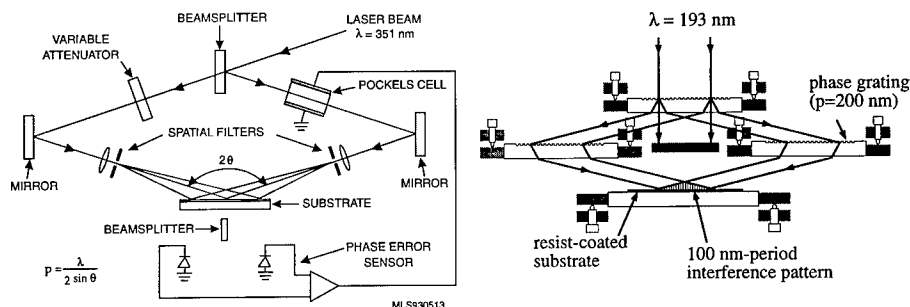 BEAMSPLITTER
LASER BEAM
λ = 351 nm
VARIABLE
ATTENUATOR
POCKELS CELL
SPATIAL FILTERS
2θ
MIRROR
MIRROR
SUBSTRATE
BEAMSPLITTER
PHASE ERROR
SENSOR
p = λ / 2 sin θ
MLS930513
λ = 193 nm
phase grating
(p=200 nm)
resist-coated
substrate
100 nm-period
interference pattern